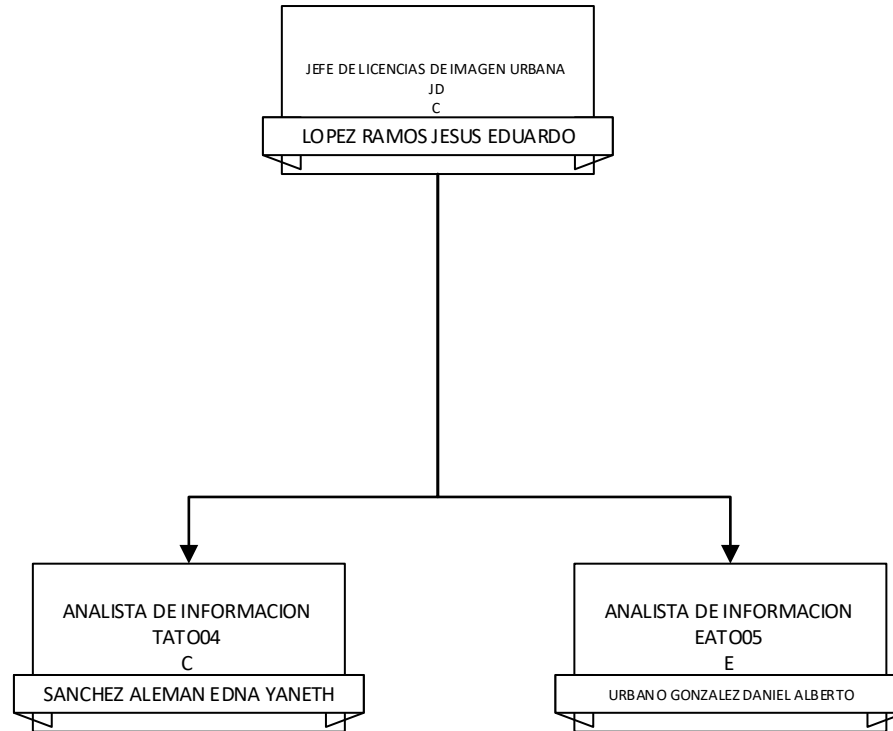 JEFE DE LICENCIAS DE IMAGEN URBANA
JD
C
LOPEZ RAMOS JESUS EDUARDO
ANALISTA DE INFORMACION
TATO04
C
SANCHEZ ALEMAN EDNA YANETH
ANALISTA DE INFORMACION
EATO05
E
URBANO GONZALEZ DANIEL ALBERTO